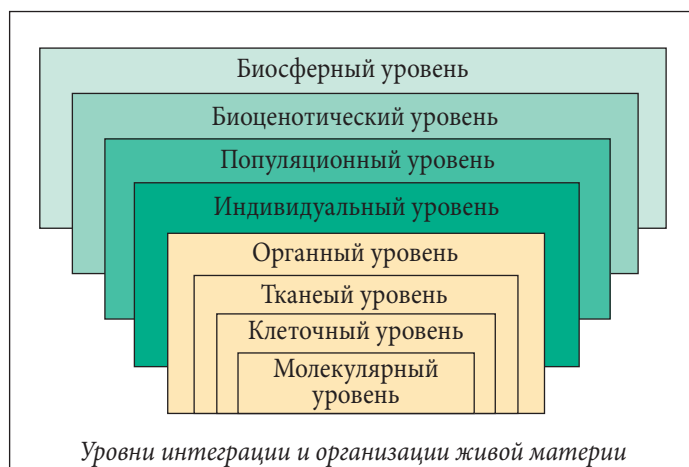 Биосферный уровень
Биоценотический уровень
Популяционный уровень
Индивидуальный уровень
Органный уровень
Тканеый уровень
Клеточный уровень
Молекулярный
уровень
Уровни интеграции и организации живой материи